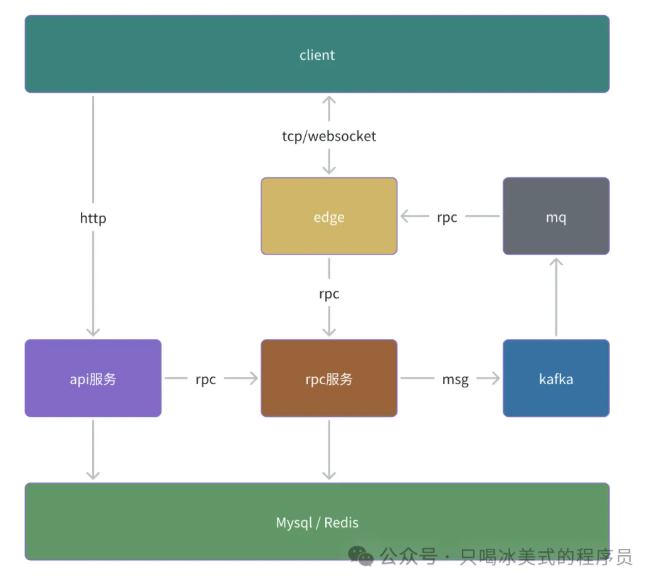 client
tcp/websocket
http
edge
rpc
mq
rpc
api服务
rpc
rpc服务
msg
kafka
Mysql / Redis
公众号 · 只喝冰美式的程序员